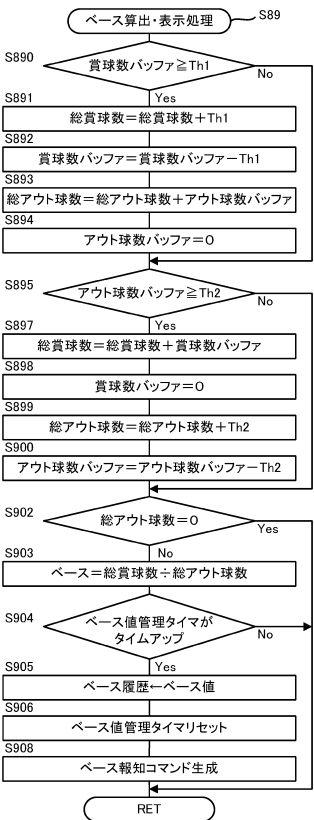 ベース算出・表示処理
S89
S890
賞球数バッファ≧Th1
No
Yes
S891
総賞球数=総賞球数+Th1
S892
賞球数バッファ=賞球数バッファ-Th1
S893
総アウト球数=総アウト球数+アウト球数バッファ
S894
アウト球数バッファ=0
S895
アウト球数バッファ≧Th2
No
Yes
S897
総賞球数=総賞球数+賞球数バッファ
S898
賞球数バッファ=0
S899
総アウト球数=総アウト球数+Th2
S900
アウト球数バッファ=アウト球数バッファ-Th2
S902
総アウト球数=0
Yes
No
S903
ベース=総賞球数÷総アウト球数
S904
ベース値管理タイマが
タイムアップ
No
Yes
S905
ベース履歴←ベース値
S906
ベース値管理タイマリセット
S908
ベース報知コマンド生成
RET